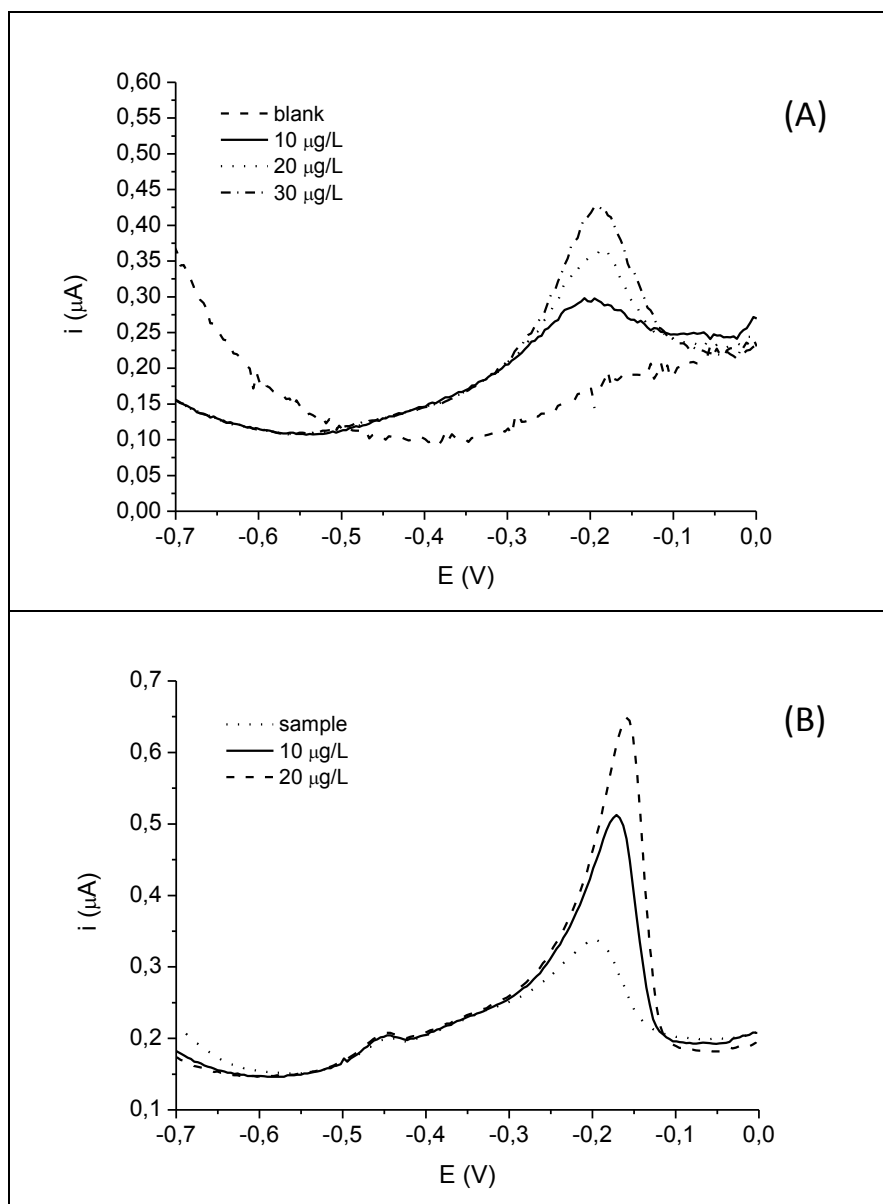 (A)
blank
10 μg/L
20 μg/L
30 μg/L
0,60
0,55
0,50
0,45
0,40
0,35
0,30
0,25
0,20
0,15
0,10
0,05
0,00
i (μA)
-0,7 -0,6 -0,5 -0,4 -0,3 -0,2 -0,1 0,0
E (V)
(B)
sample
10 μg/L
20 μg/L
0,7
0,6
0,5
0,4
0,3
0,2
0,1
i (μA)
-0,7 -0,6 -0,5 -0,4 -0,3 -0,2 -0,1 0,0
E (V)